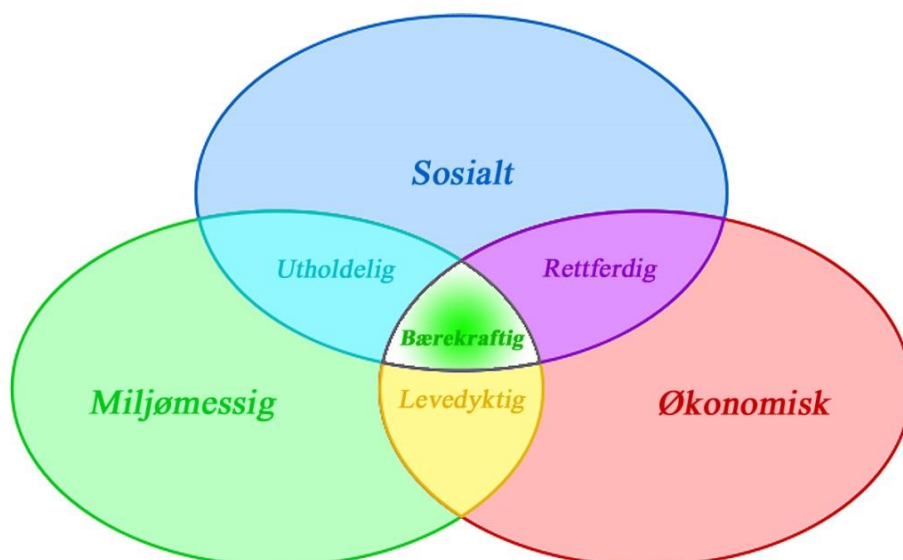 Sosialt
Utholdelig
Rettferdig
Bærekraftig
Miljømessig
Levedyktig
Økonomisk